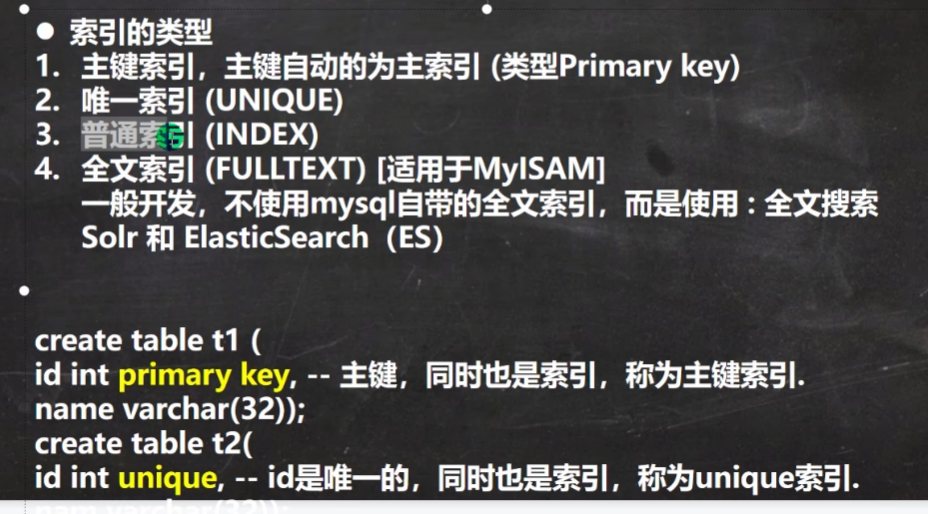 ● 索引的类型
1. 主键索引，主键自动的为主索引 (类型Primary key)
2. 唯一索引 (UNIQUE)
3. 普通索引 (INDEX)
4. 全文索引 (FULLTEXT) [适用于MyISAM]
一般开发，不使用mysql自带的全文索引，而是使用：全文搜索
Solr 和 ElasticSearch（ES）
create table t1 (
id int primary key, -- 主键，同时也是索引，称为主键索引.
name varchar(32));
create table t2(
id int unique, -- id是唯一的，同时也是索引，称为unique索引.